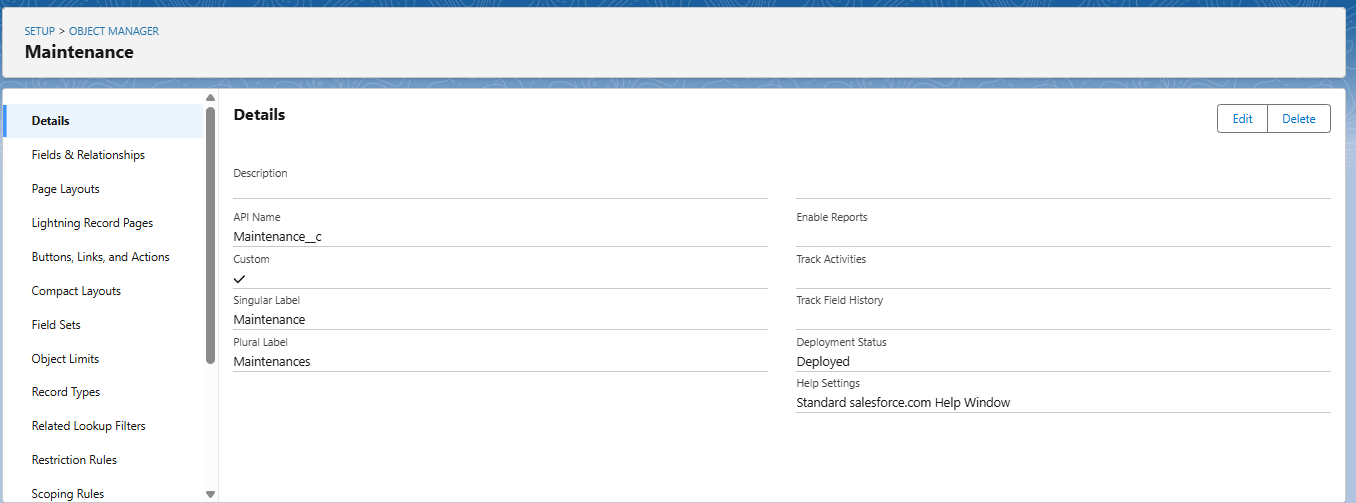 SETUP > OBJECT MANAGER
Maintenance
Details
Fields & Relationships
Page Layouts
Lightning Record Pages
Buttons, Links, and Actions
Compact Layouts
Field Sets
Object Limits
Record Types
Related Lookup Filters
Restriction Rules
Scoping Rules
Details
Edit
Delete
Description
API Name
Maintenance__c
Custom
Singular Label
Maintenance
Plural Label
Maintenances
Enable Reports
Track Activities
Track Field History
Deployment Status
Deployed
Help Settings
Standard salesforce.com Help Window